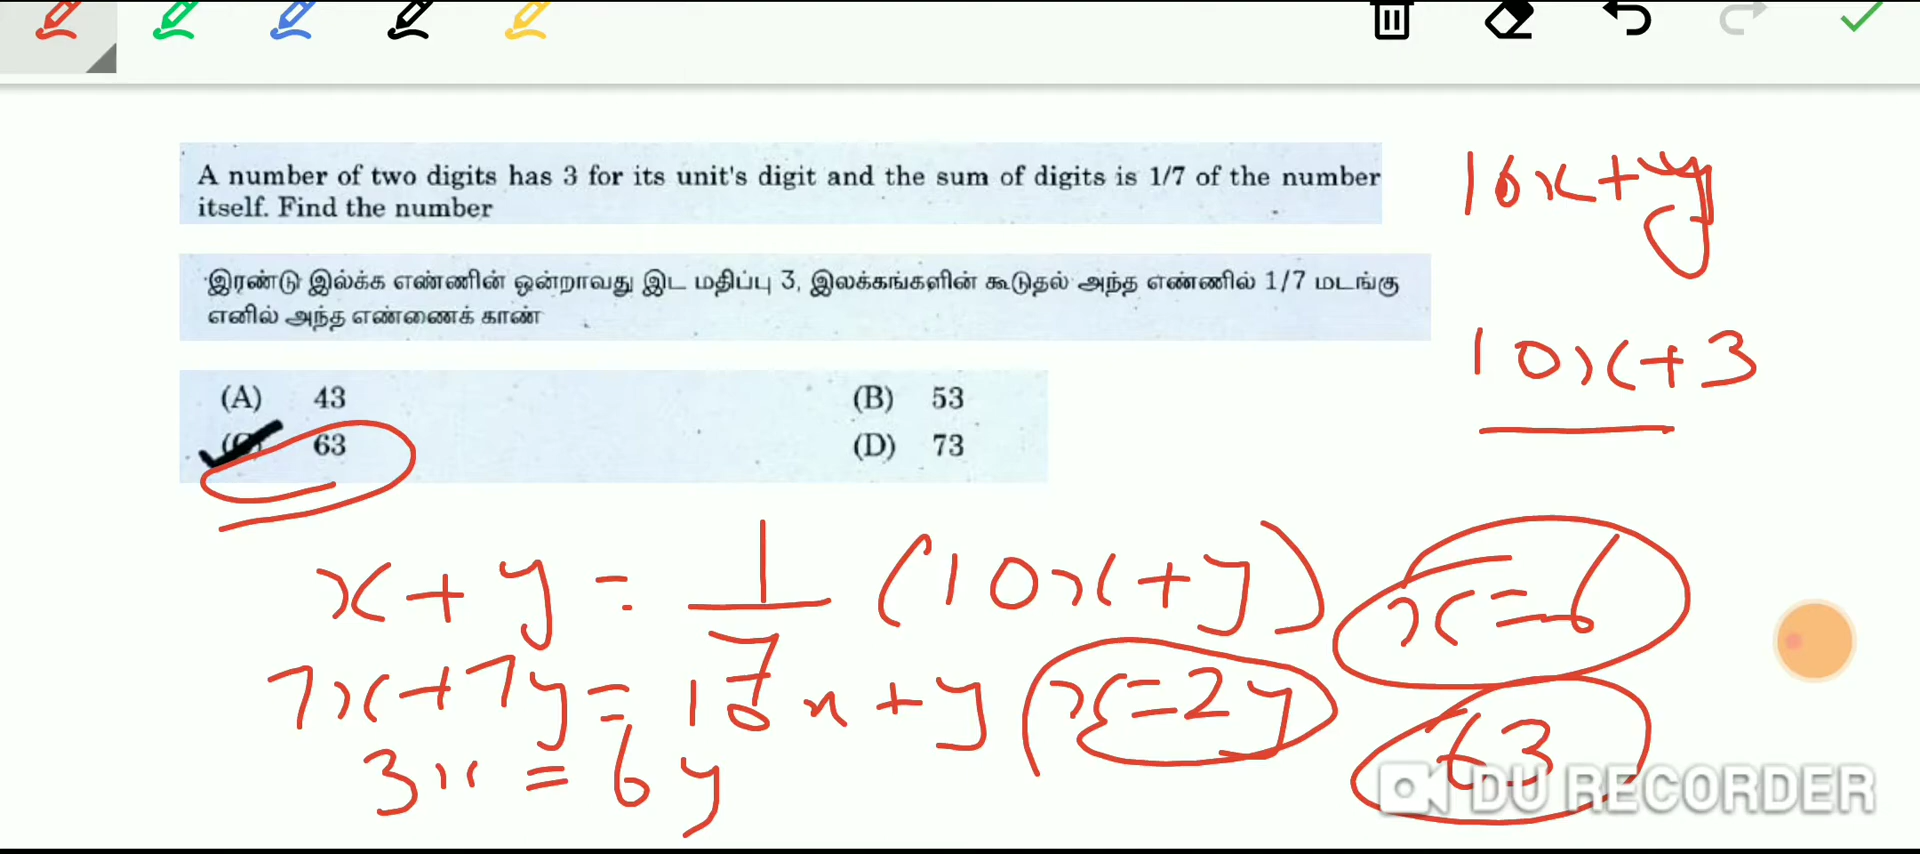 A number of two digits has 3 for its unit's digit and the sum of digits is 1/7 of the number
itself. Find the number
இரண்டு இல்க்க எண்ணின் ஒன்றாவது இட மதிப்பு 3, இலக்கங்களின் கூடுதல் அந்த எண்ணில் 1/7 மடங்கு
எனில் அந்த எண்ணைக் காண்
(A) 43 (B) 53
(C) 63 (D) 73
10x+y
10x+3
x+y = 1/7 (10x+y) x=6
7x+7y=10x+y x=2y
3x = 6y
63
DU RECORDER